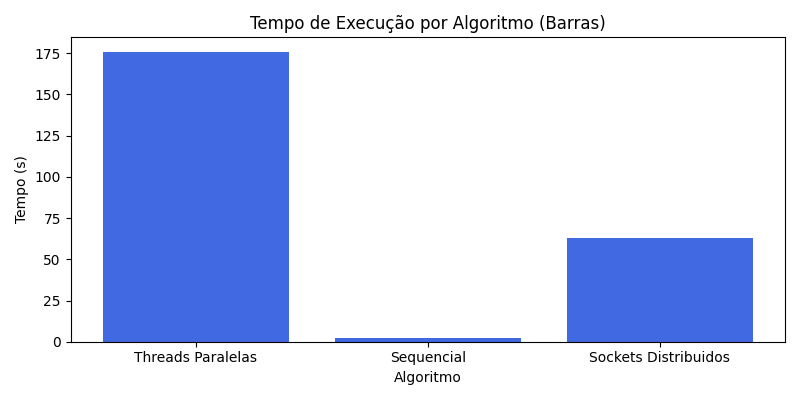 Tempo de Execução por Algoritmo (Barras)
175
150
125
100
75
50
25
0
Tempo (s)
Threads Paralelas
Sequencial
Sockets Distribuidos
Algoritmo